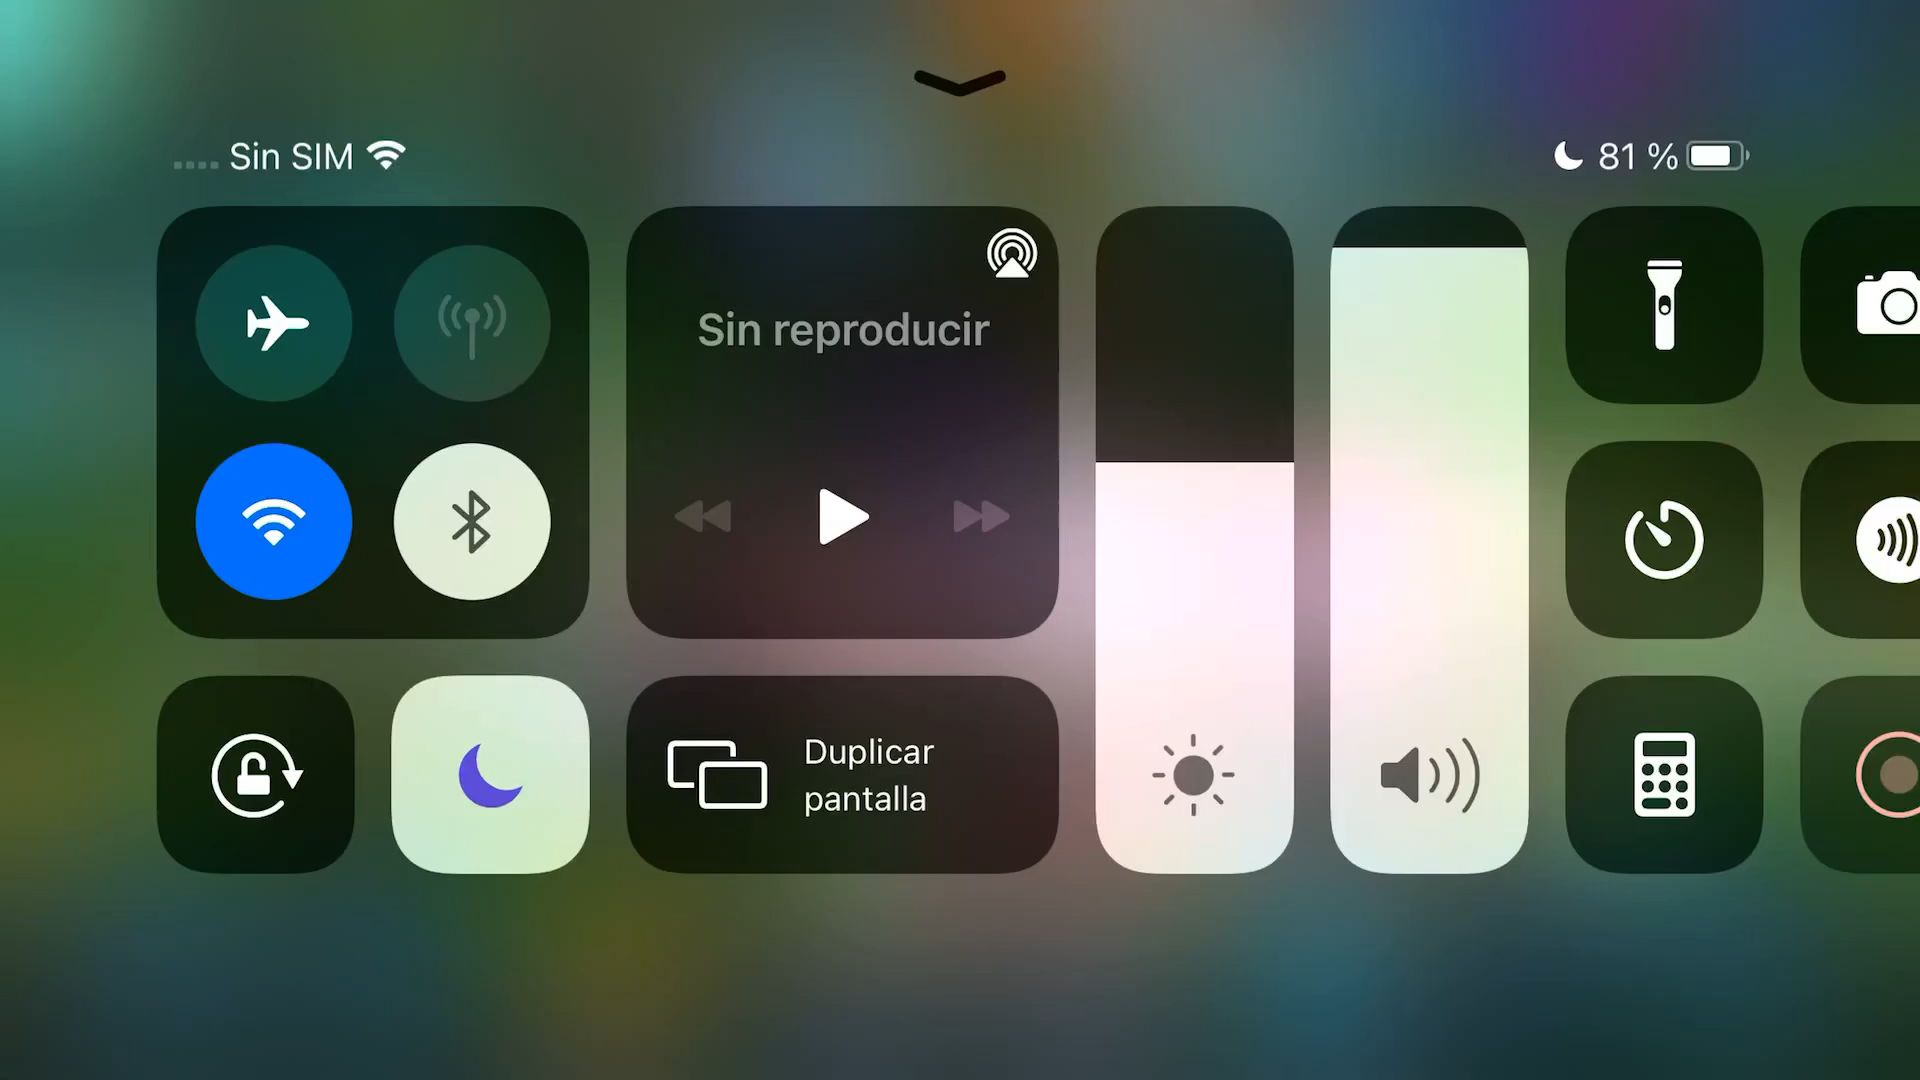 Sin SIM
81 %
Sin reproducir
Duplicar
pantalla